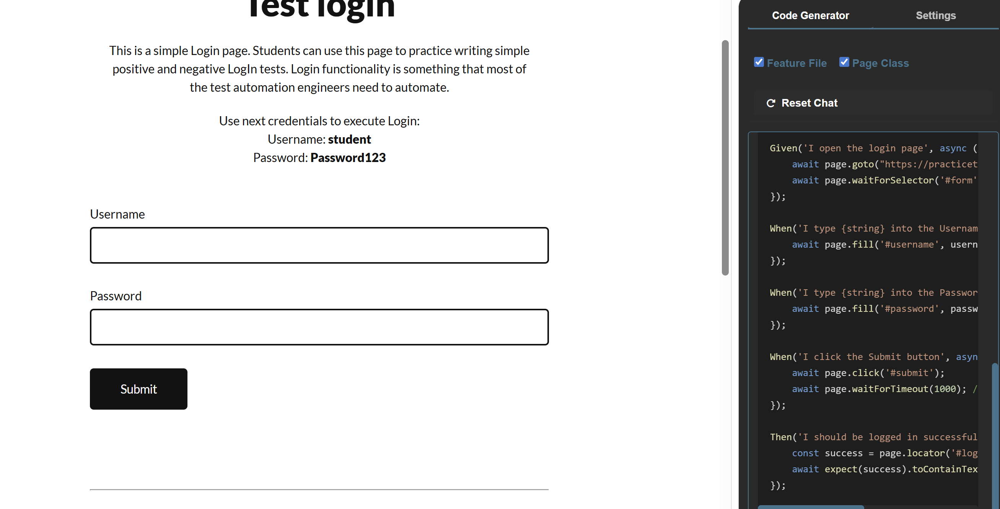 Test login
This is a simple Login page. Students can use this page to practice writing simple
positive and negative LogIn tests. Login functionality is something that most of
the test automation engineers need to automate.
Use next credentials to execute Login:
Username: student
Password: Password123
Username
Password
Submit
Code Generator
Settings
Feature File
Page Class
Reset Chat
Given('I open the login page', async (
await page.goto("https://practicet
await page.waitForSelector('#form'
});
When('I type {string} into the Usernam
await page.fill('#username', usern
});
When('I type {string} into the Passwor
await page.fill('#password', passw
});
When('I click the Submit button', asyn
await page.click('#submit');
await page.waitForTimeout(1000); /
});
Then('I should be logged in successful
const success = page.locator('#log
await expect(success).toContainTex
});